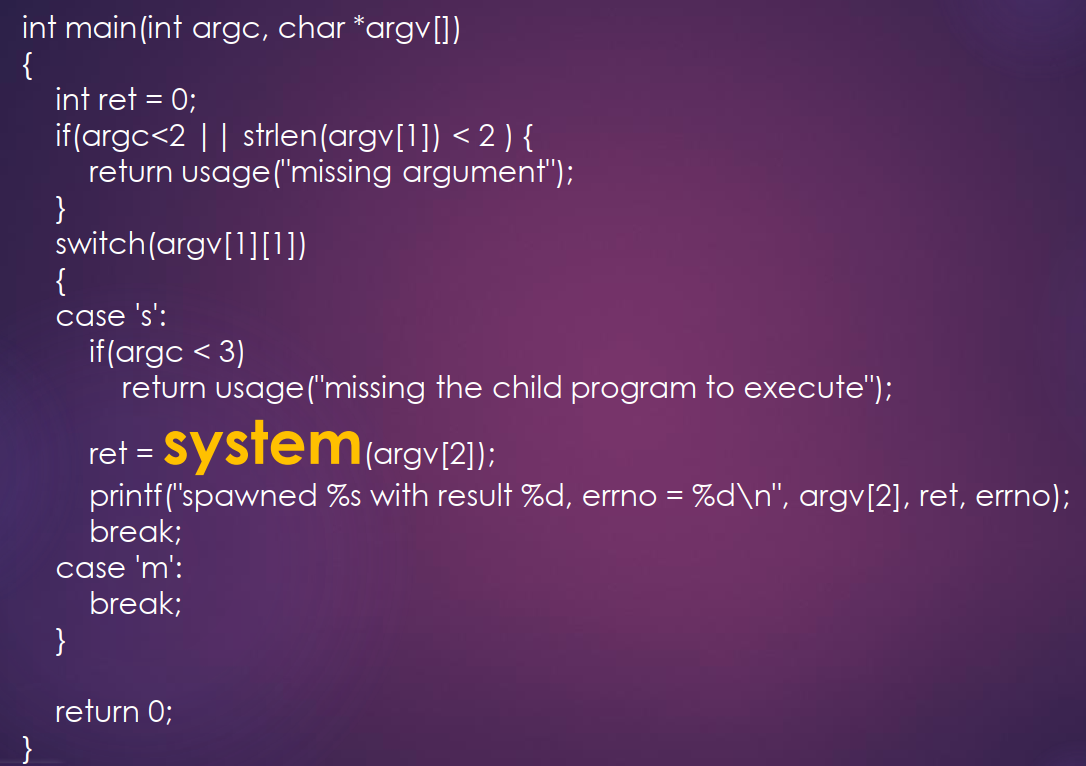 int main(int argc, char *argv[])
{
int ret = 0;
if(argc<2 || strlen(argv[1]) < 2 ) {
return usage("missing argument");
}
switch(argv[1][1])
{
case 's':
if(argc < 3)
return usage("missing the child program to execute");
ret = system(argv[2]);
printf("spawned %s with result %d, errno = %d\n", argv[2], ret, errno);
break;
case 'm':
break;
}
return 0;
}